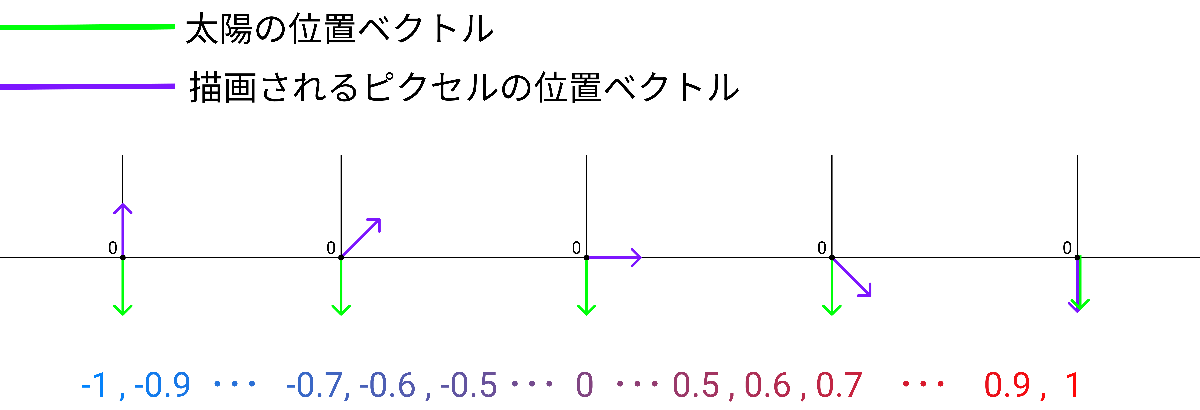 太陽の位置ベクトル
描画されるピクセルの位置ベクトル
0 0 0 0 0
-1 , -0.9 ··· -0.7, -0.6 , -0.5 ··· 0 ··· 0.5 , 0.6 , 0.7 ··· 0.9 , 1